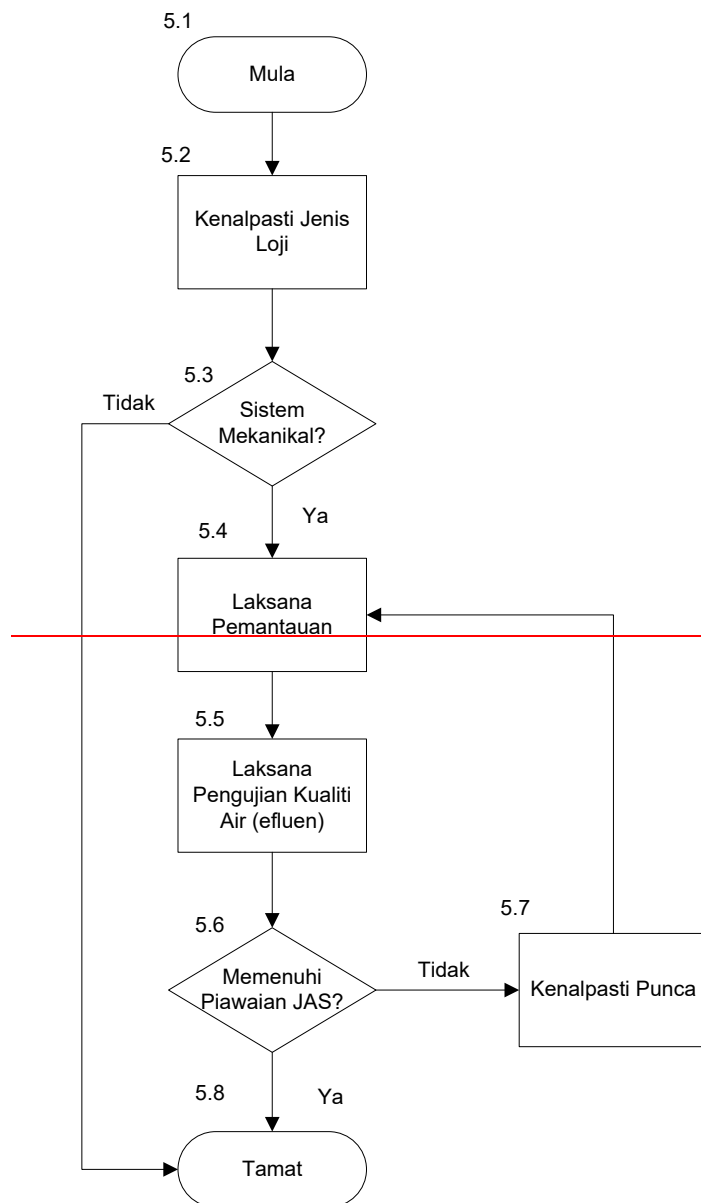 5.1
Mula
5.2
Kenalpasti Jenis
Loji
5.3
Tidak
Sistem
Mekanikal?
Ya
5.4
Laksana
Pemantauan
5.5
Laksana
Pengujian Kualiti
Air (efluen)
5.6
Memenuhi
Piawaian JAS?
Tidak
5.7
Kenalpasti Punca
5.8
Ya
Tamat